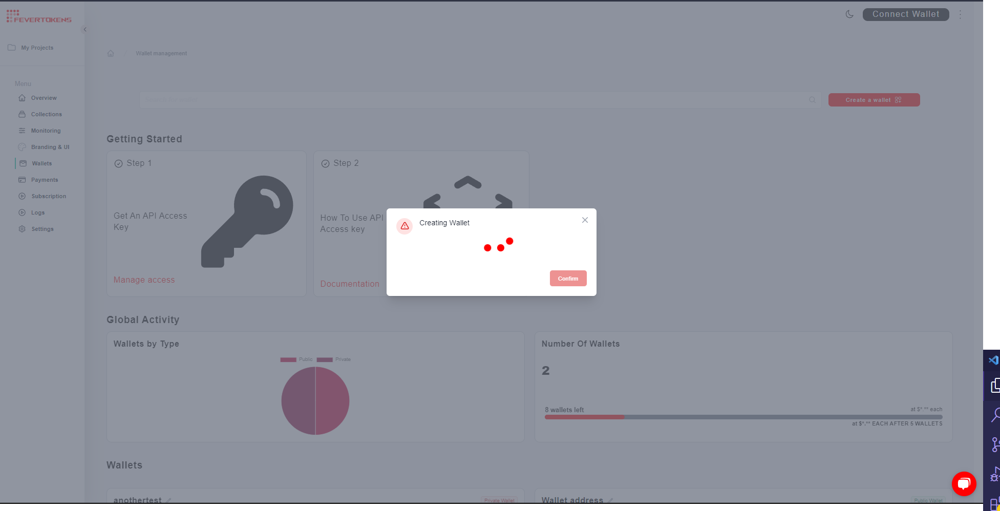 FEVERTOKENS
Connect Wallet
My Projects
Wallet management
Menu
Overview
Collections
Monitoring
Branding & UI
Wallets
Payments
Subscription
Logs
Settings
Create a wallet
Getting Started
Step 1
Get An API Access
Key
Manage access
Step 2
How To Use API
Access key
Documentation
Creating Wallet
Confirm
Global Activity
Wallets by Type
Public
Private
Number Of Wallets
2
8 wallets left
at $*.** each
at $*.** EACH AFTER 5 WALLETS
Wallets
anothertest
Private Wallet
Wallet address
Public Wallet